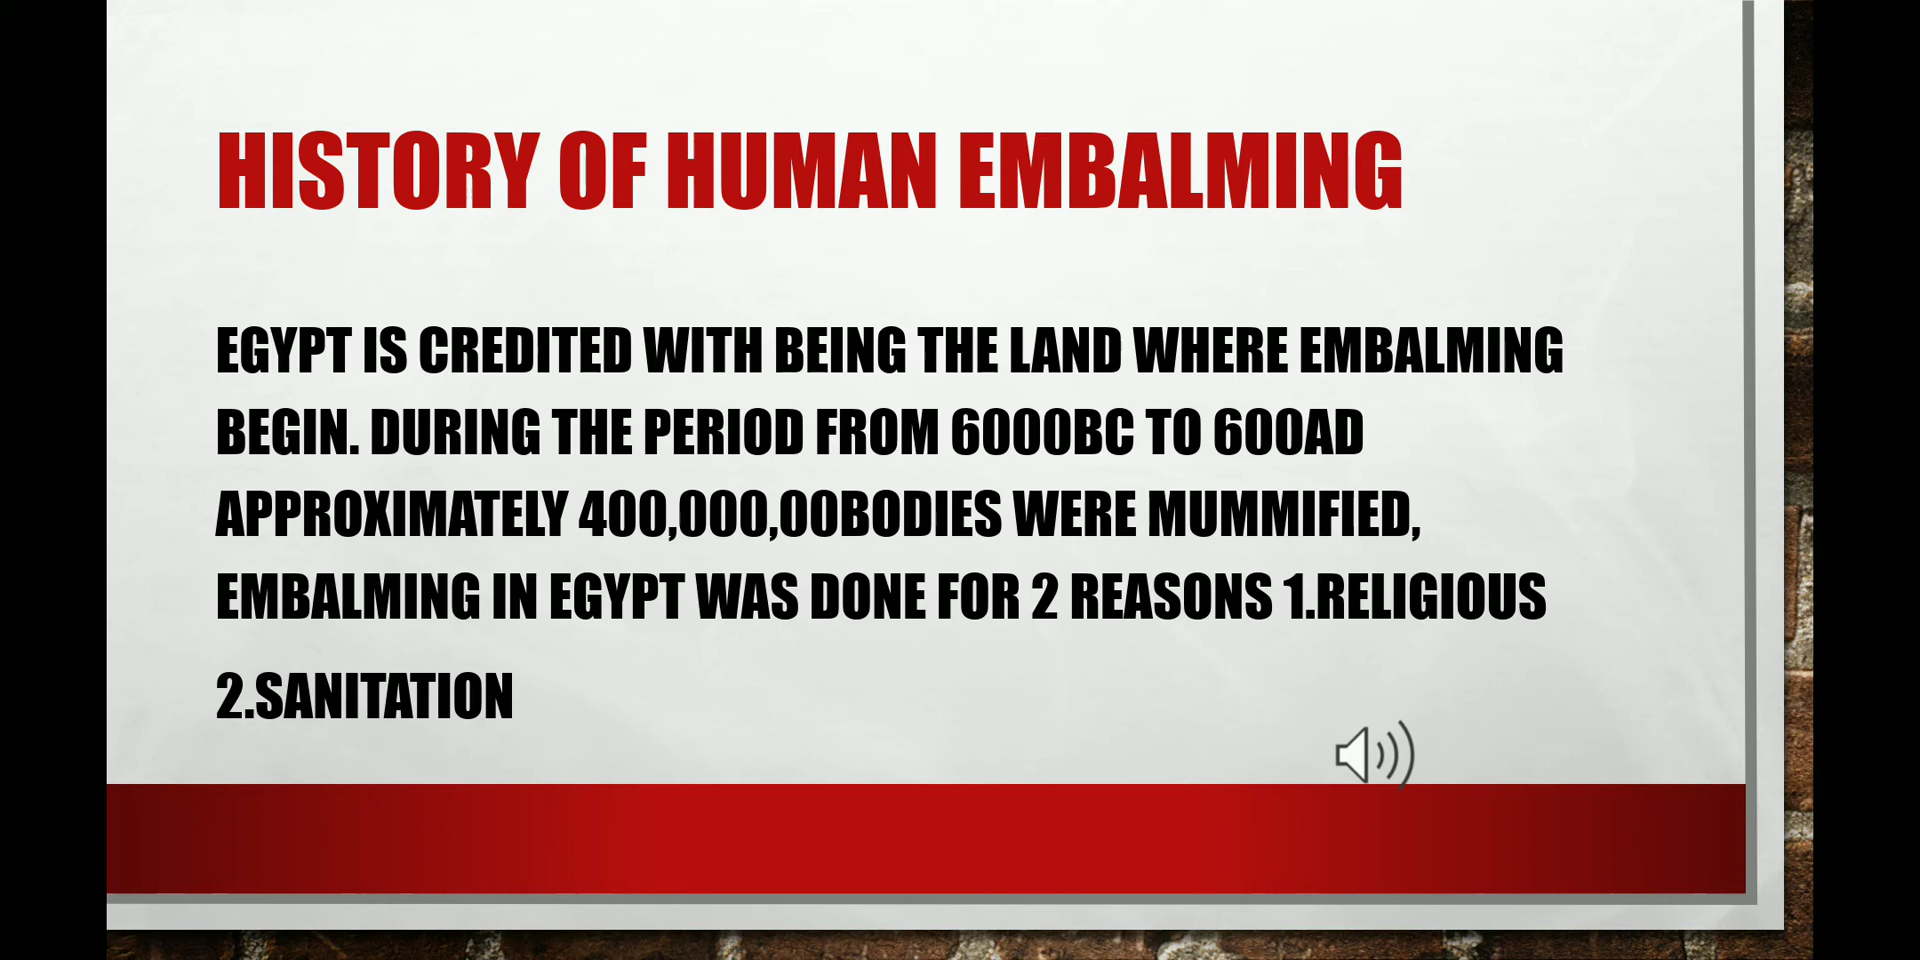 HISTORY OF HUMAN EMBALMING
EGYPT IS CREDITED WITH BEING THE LAND WHERE EMBALMING
BEGIN. DURING THE PERIOD FROM 6000BC TO 600AD
APPROXIMATELY 400,000,00BODIES WERE MUMMIFIED,
EMBALMING IN EGYPT WAS DONE FOR 2 REASONS 1.RELIGIOUS
2.SANITATION